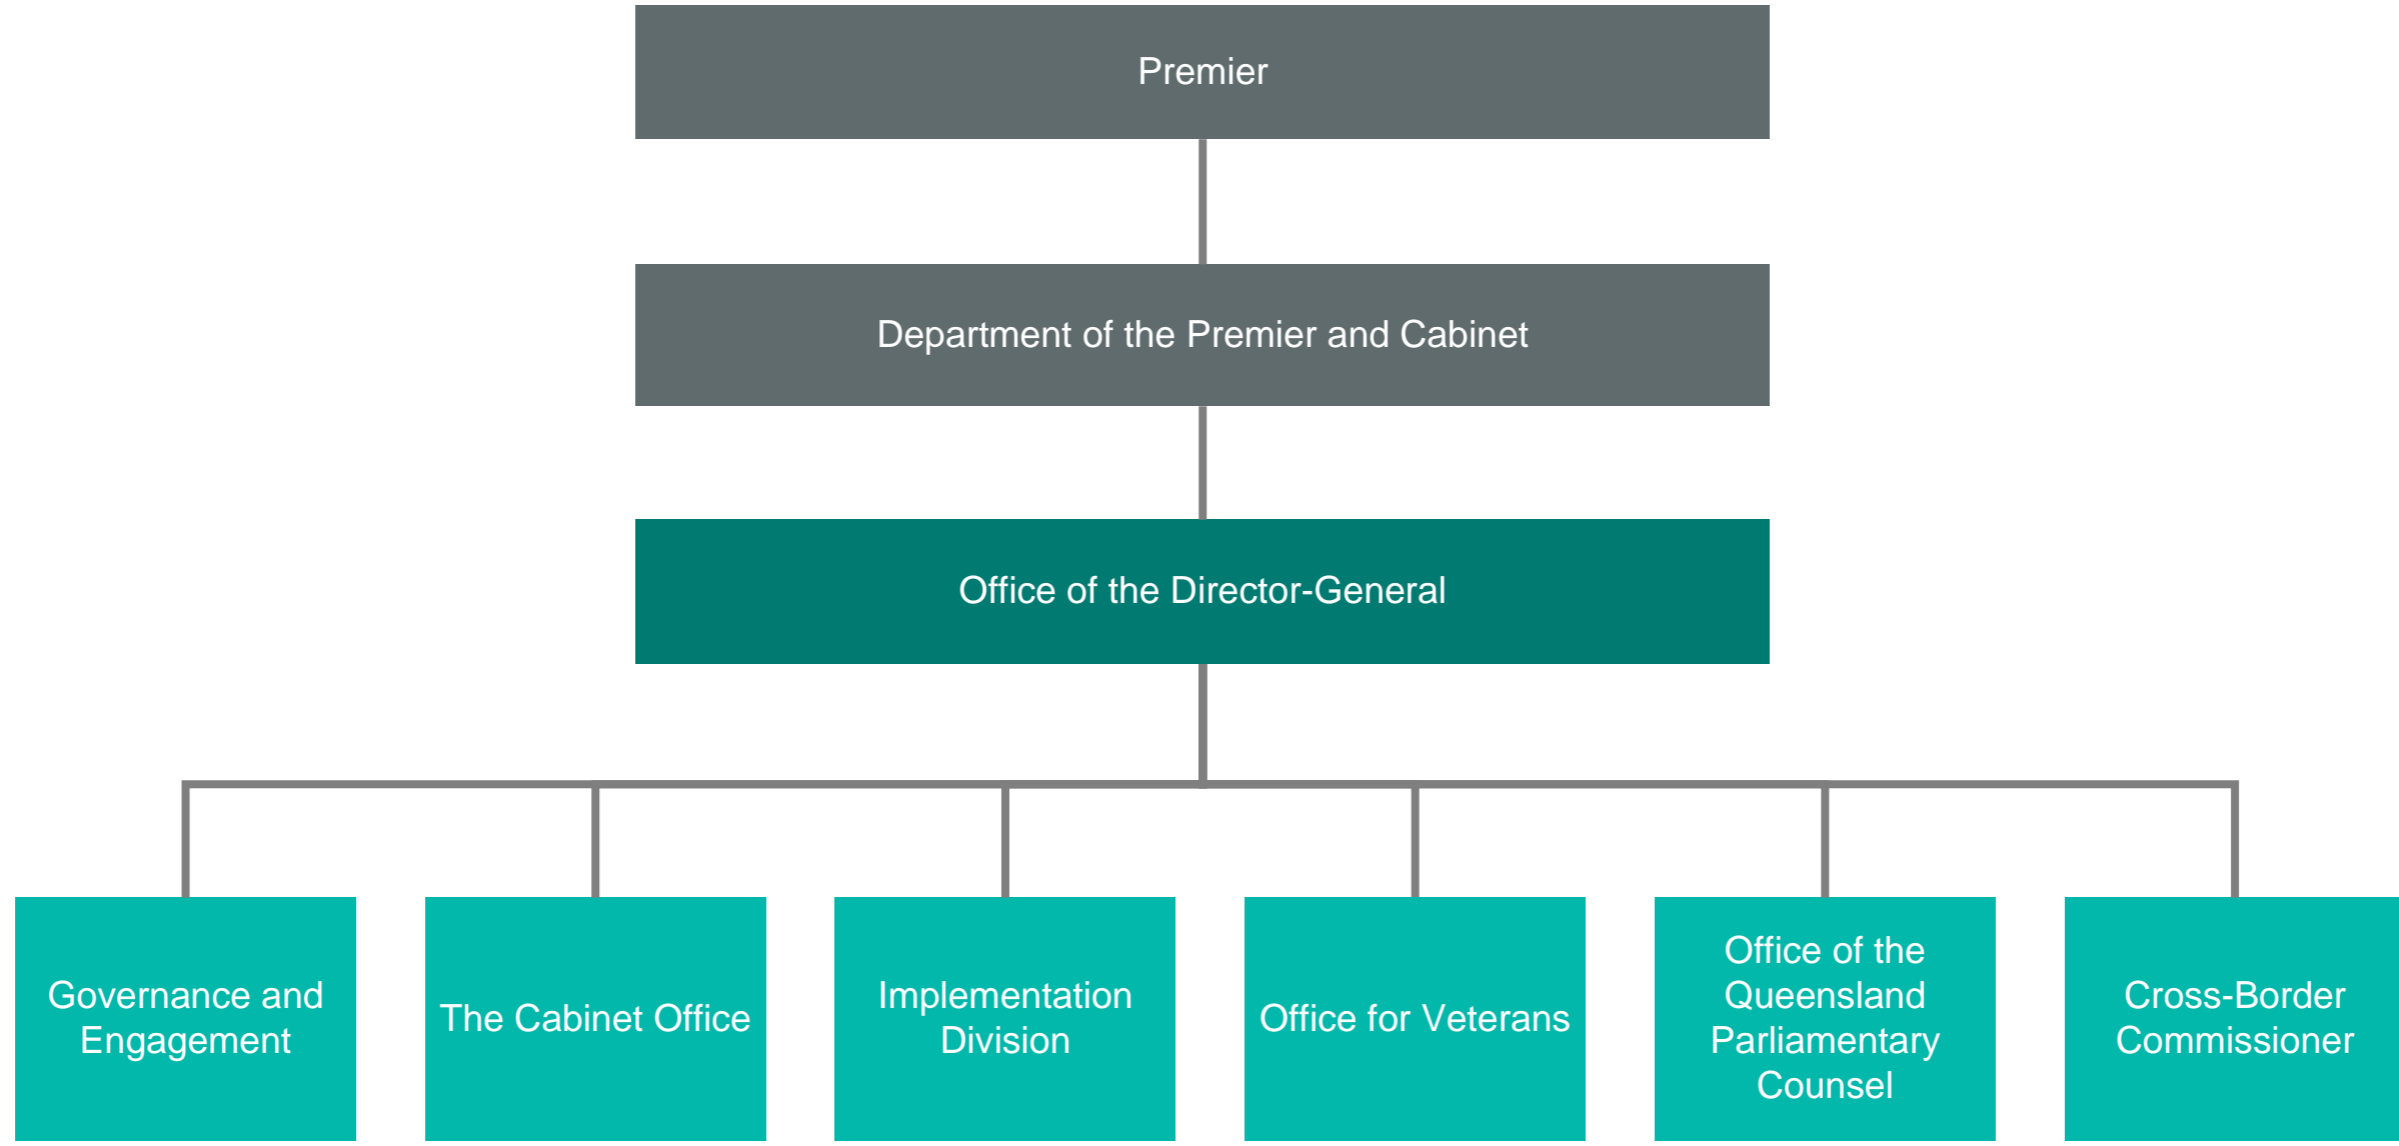 Premier
Department of the Premier and Cabinet
Office of the Director-General
Governance and
Engagement
The Cabinet Office
Implementation
Division
Office for Veterans
Office of the
Queensland
Parliamentary
Counsel
Cross-Border
Commissioner